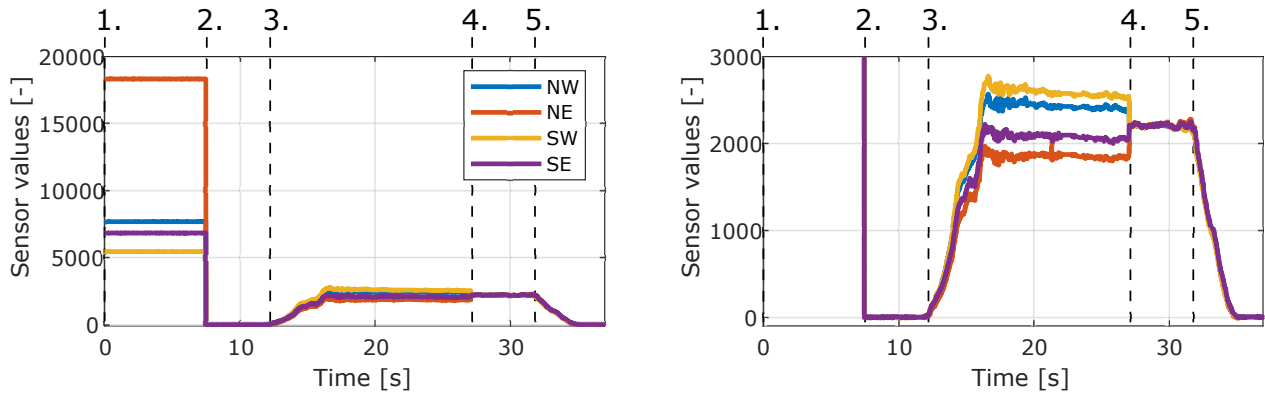 1. 2. 3. 4. 5.
20000
15000
10000
5000
0
Sensor values [-]
NW
NE
SW
SE
0 10 20 30
Time [s]
1. 2. 3. 4. 5.
3000
2000
1000
0
Sensor values [-]
0 10 20 30
Time [s]